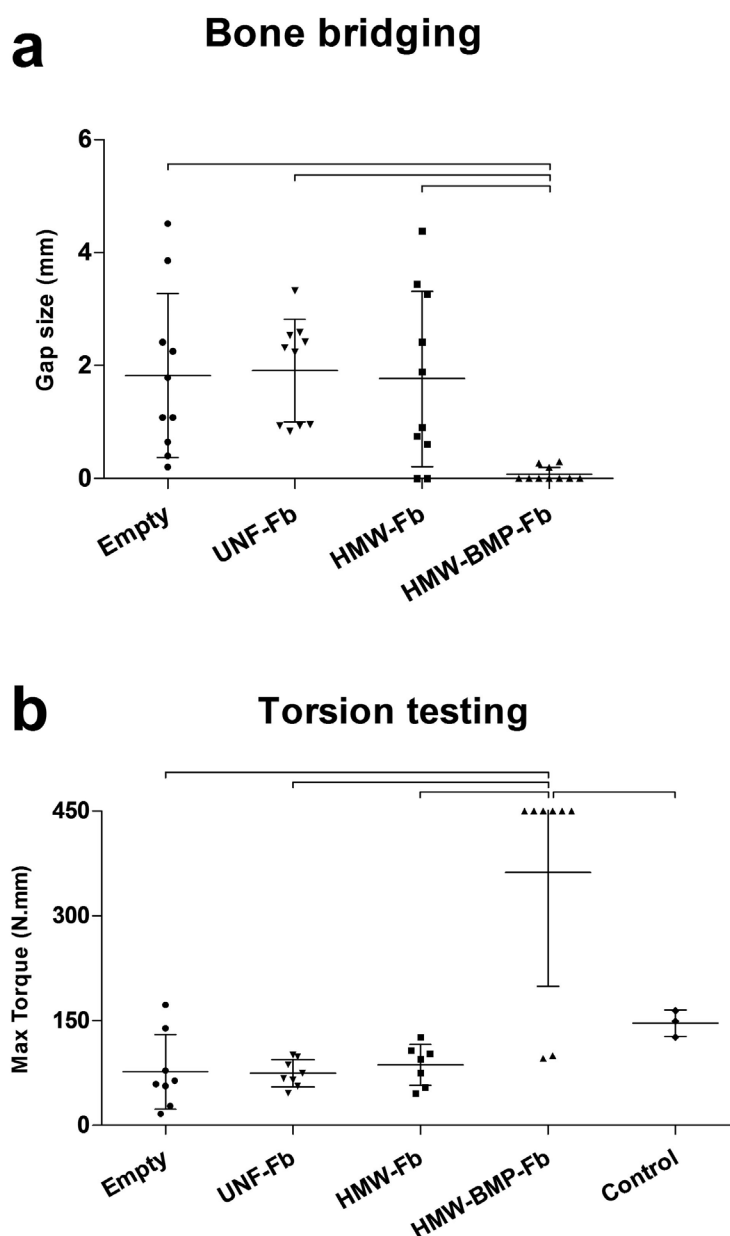 a
Bone bridging
6
4
2
0
Gap size (mm)
Empty
UNF-Fb
HMW-Fb
HMW-BMP-Fb
b
Torsion testing
450
300
150
0
Max Torque (N.mm)
Empty
UNF-Fb
HMW-Fb
HMW-BMP-Fb
Control